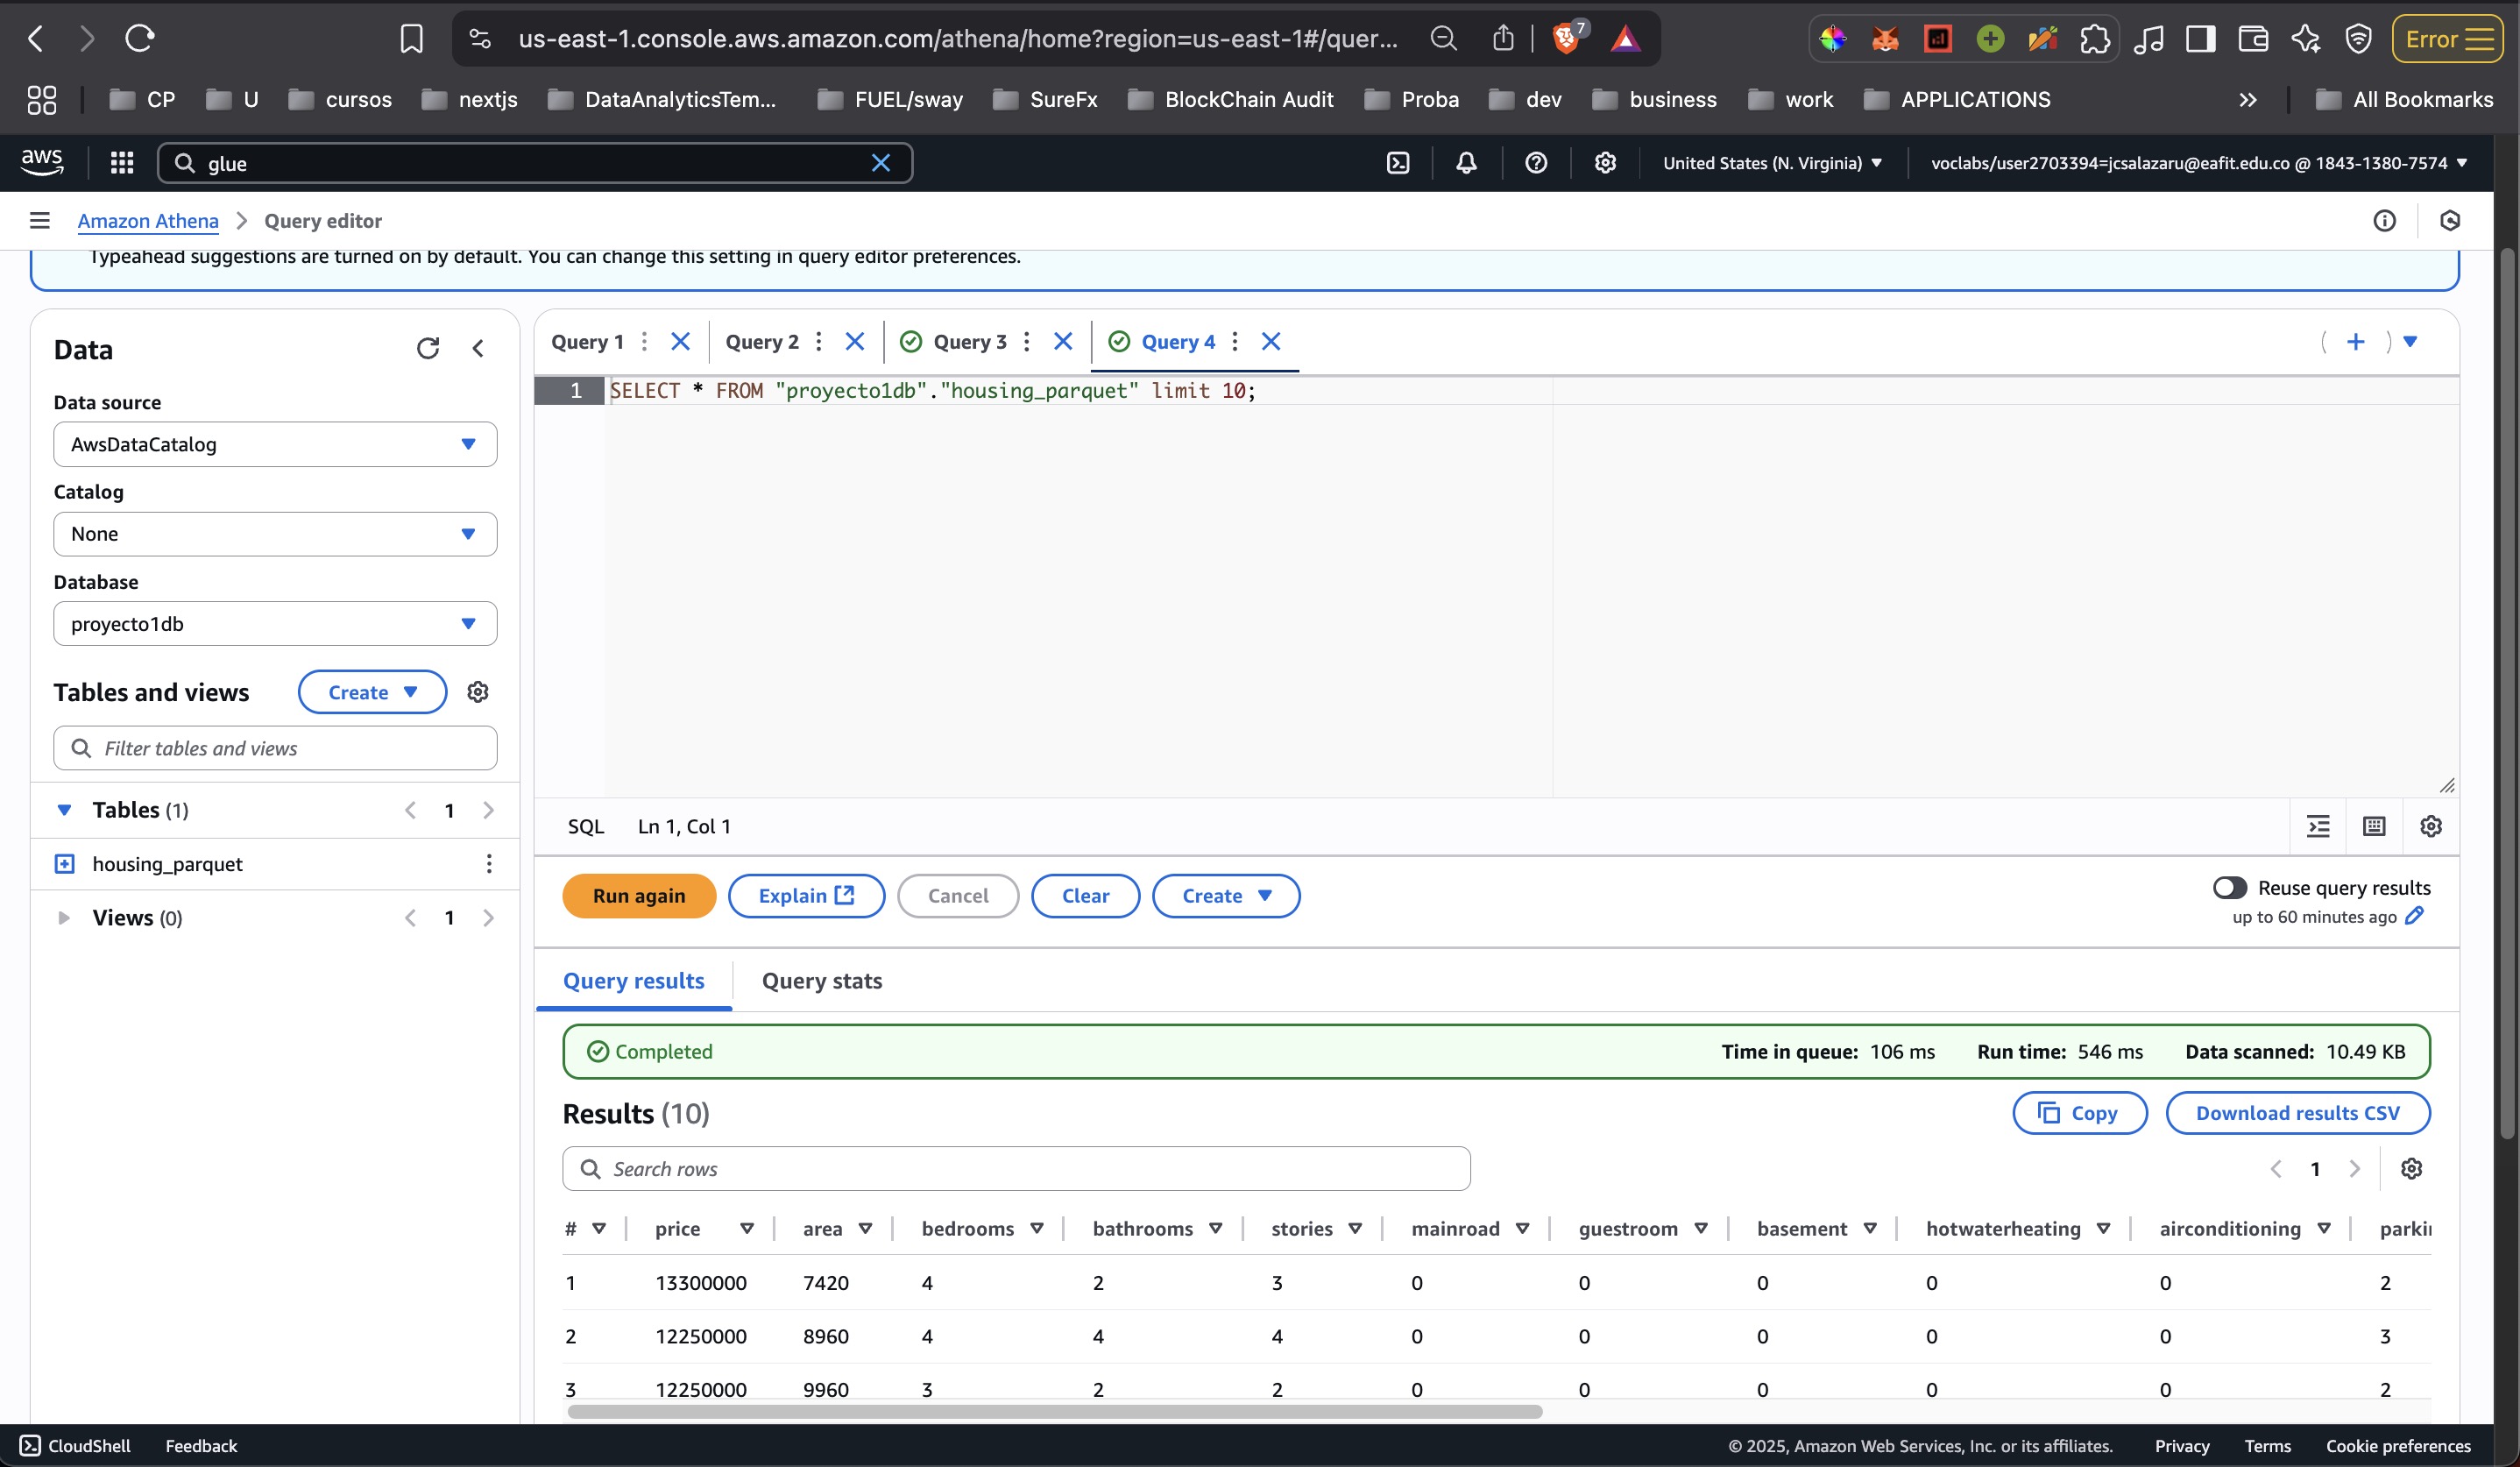 us-east-1.console.aws.amazon.com/athena/home?region=us-east-1#/quer...
7
Error
CP
U
cursos
nextjs
DataAnalyticsTem...
FUEL/sway
SureFx
BlockChain Audit
Proba
dev
business
work
APPLICATIONS
»
All Bookmarks
aws
glue
United States (N. Virginia)
voclabs/user2703394=jcsalazaru@eafit.edu.co @ 1843-1380-7574
Amazon Athena > Query editor
Typeahead suggestions are turned on by default. You can change this setting in query editor preferences.
Data
Data source
AwsDataCatalog
Catalog
None
Database
proyecto1db
Tables and views
Create
Filter tables and views
Tables (1)
1
housing_parquet
Views (0)
1
Query 1
Query 2
Query 3
Query 4
1 SELECT * FROM "proyecto1db"."housing_parquet" limit 10;
SQL Ln 1, Col 1
Run again
Explain
Cancel
Clear
Create
Reuse query results
up to 60 minutes ago
Query results
Query stats
Completed
Time in queue: 106 ms Run time: 546 ms Data scanned: 10.49 KB
Results (10)
Copy
Download results CSV
Search rows
1
# price area bedrooms bathrooms stories mainroad guestroom basement hotwaterheating airconditioning parki
1 13300000 7420 4 2 3 0 0 0 0 0 2
2 12250000 8960 4 4 4 0 0 0 0 0 3
3 12250000 9960 3 2 2 0 0 0 0 0 2
CloudShell Feedback
© 2025, Amazon Web Services, Inc. or its affiliates. Privacy Terms Cookie preferences